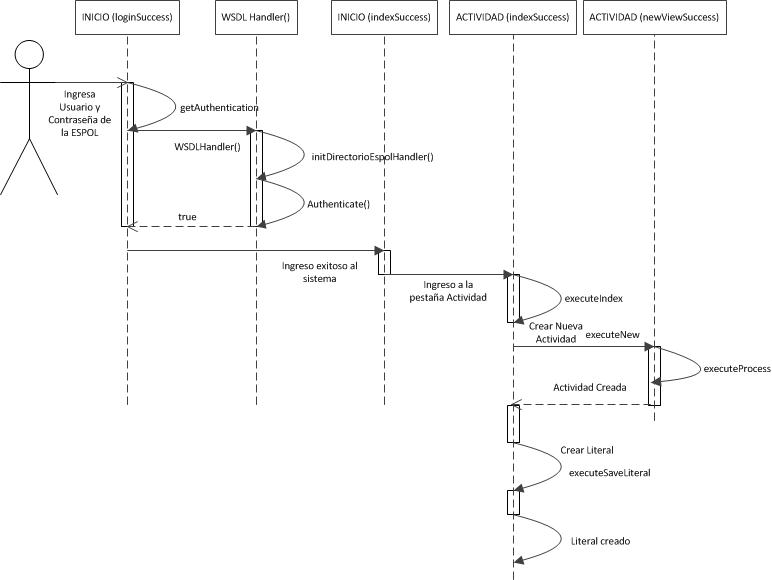 INICIO (loginSuccess)
WSDL Handler()
INICIO (indexSuccess)
ACTIVIDAD (indexSuccess)
ACTIVIDAD (newViewSuccess)
Ingresa
Usuario y
Contraseña de
la ESPOL
getAuthentication
WSDLHandler()
initDirectorioEspolHandler()
Authenticate()
true
Ingreso exitoso al
sistema
Ingreso a la
pestaña Actividad
executeIndex
Crear Nueva
Actividad
executeNew
executeProcess
Actividad Creada
Crear Literal
executeSaveLiteral
Literal creado